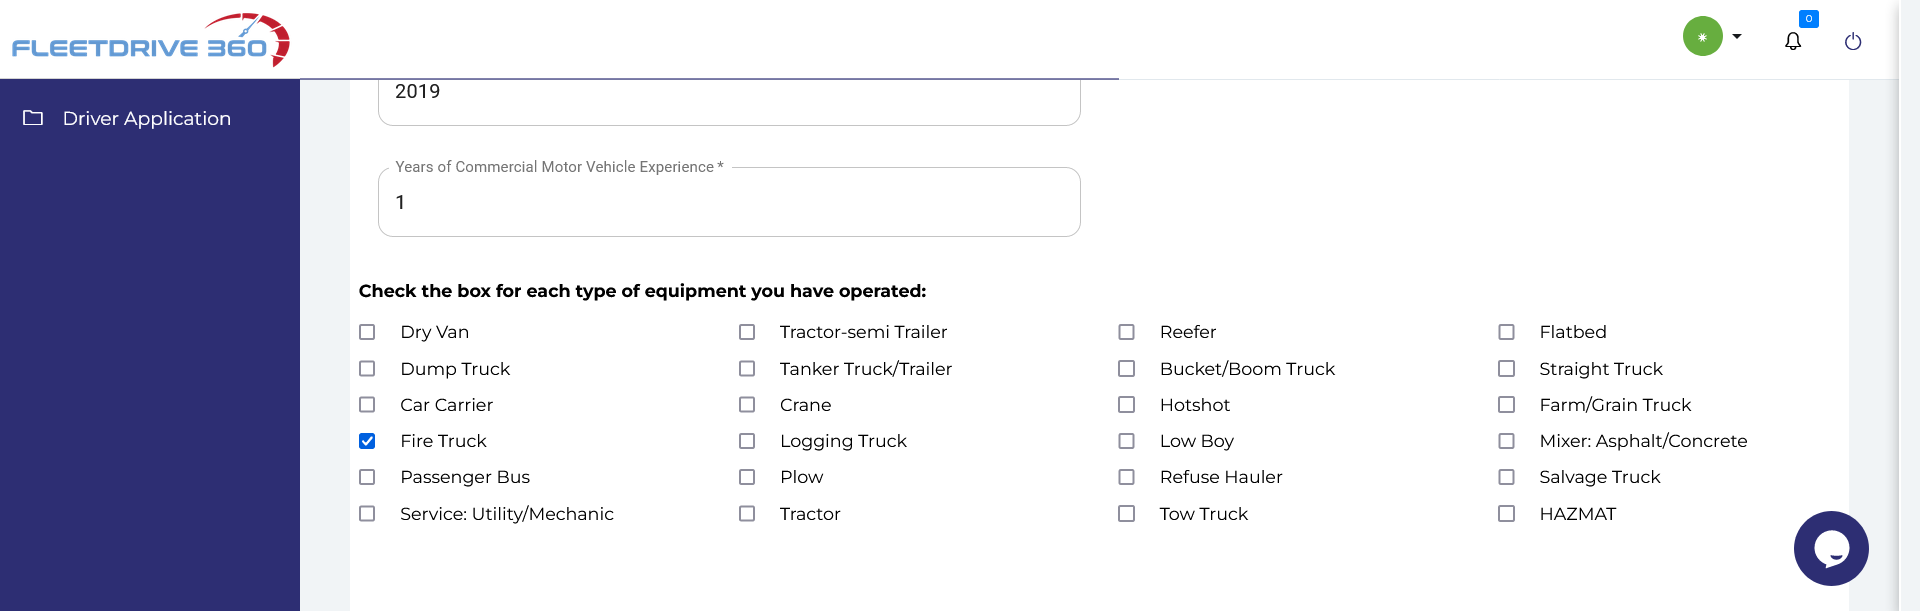 FLEETDRIVE 360
0
Driver Application
2019
Years of Commercial Motor Vehicle Experience *
1
Check the box for each type of equipment you have operated:
Dry Van Tractor-semi Trailer Reefer Flatbed
Dump Truck Tanker Truck/Trailer Bucket/Boom Truck Straight Truck
Car Carrier Crane Hotshot Farm/Grain Truck
Fire Truck Logging Truck Low Boy Mixer: Asphalt/Concrete
Passenger Bus Plow Refuse Hauler Salvage Truck
Service: Utility/Mechanic Tractor Tow Truck HAZMAT